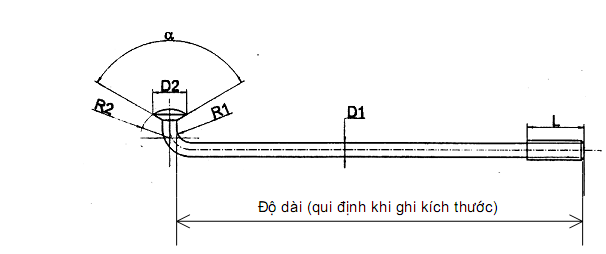 α
D2
R2
R1
D1
L
Độ dài (qui định khi ghi kích thước)